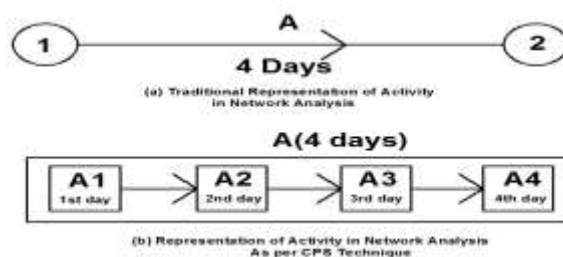 A
1 2
4 Days
(a) Traditional Representation of Activity
in Network Analysis
A(4 days)
A1 A2 A3 A4
1st day 2nd day 3rd day 4th day
(b) Representation of Activity in Network Analysis
As per CPS Technique